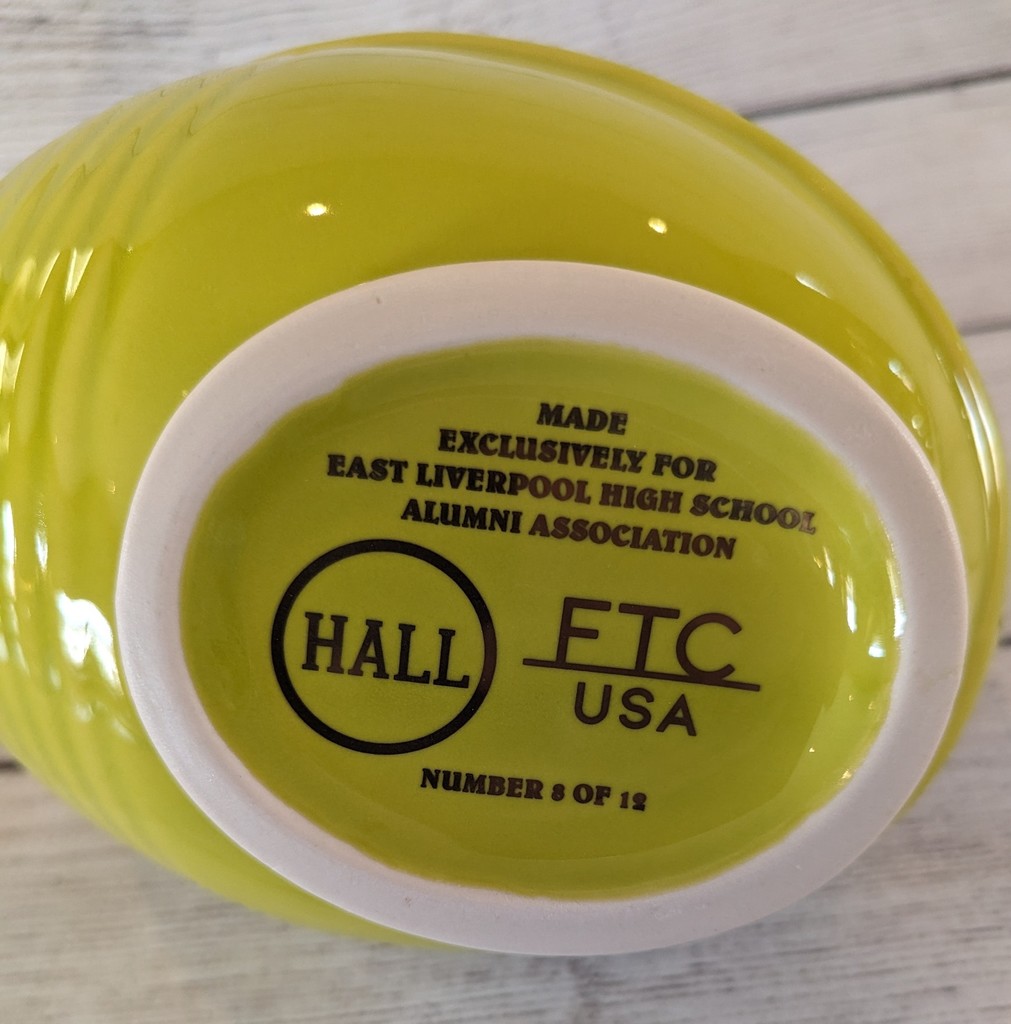 MADE
EXCLUSIVELY FOR
EAST LIVERPOOL HIGH SCHOOL
ALUMNI ASSOCIATION
HALL
ETC
USA
NUMBER 8 OF 12